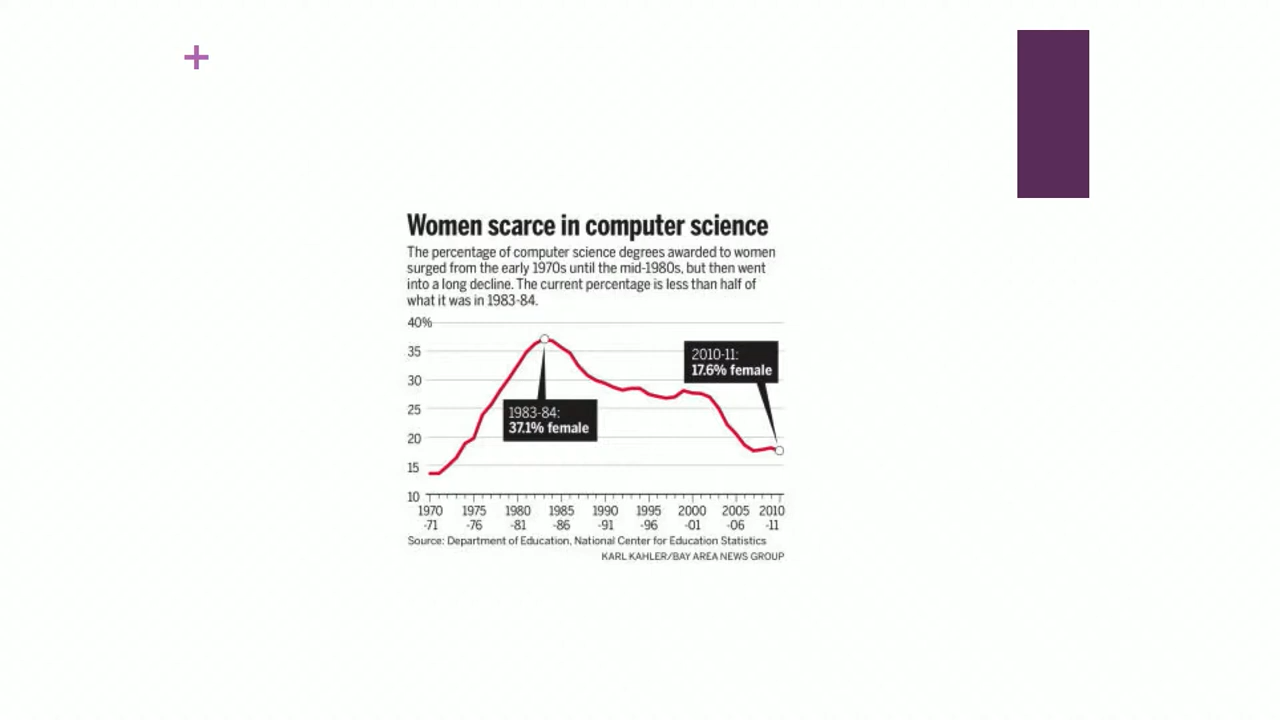 +
Women scarce in computer science
The percentage of computer science degrees awarded to women
surged from the early 1970s until the mid-1980s, but then went
into a long decline. The current percentage is less than half of
what it was in 1983-84.
40%
35
30
25
20
15
10
2010-11:
17.6% female
1983-84:
37.1% female
1970 1975 1980 1985 1990 1995 2000 2005 2010
-71 -76 -81 -86 -91 -96 -01 -06 -11
Source: Department of Education, National Center for Education Statistics
KARL KAHLER/BAY AREA NEWS GROUP